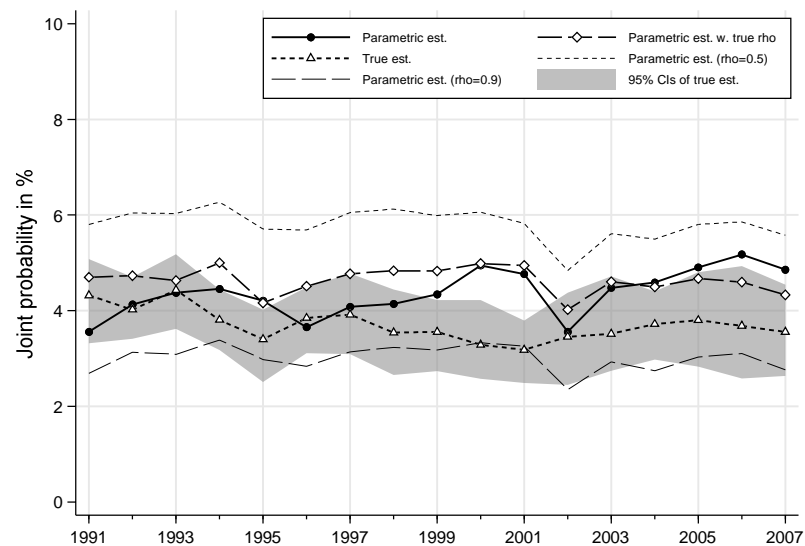 Parametric est.
Parametric est. w. true rho
True est.
Parametric est. (rho=0.5)
Parametric est. (rho=0.9)
95% CIs of true est.
Joint probability in %
10
8
6
4
2
0
1991 1993 1995 1997 1999 2001 2003 2005 2007